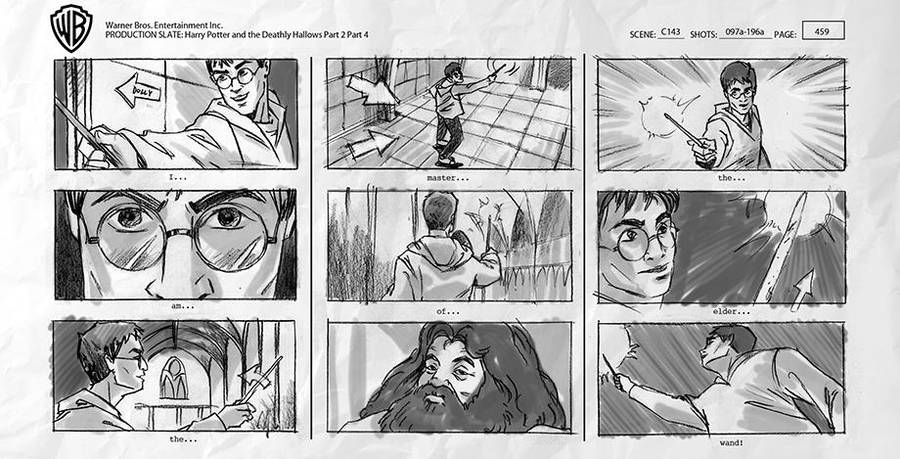 WB
Warner Bros. Entertainment Inc.
PRODUCTION SLATE: Harry Potter and the Deathly Hallows Part 2 Part 4
SCENE: C143 SHOTS: 097a-196a PAGE: 459
DOLLY
I...
am...
the...
master...
of...
the...
elder...
wand!